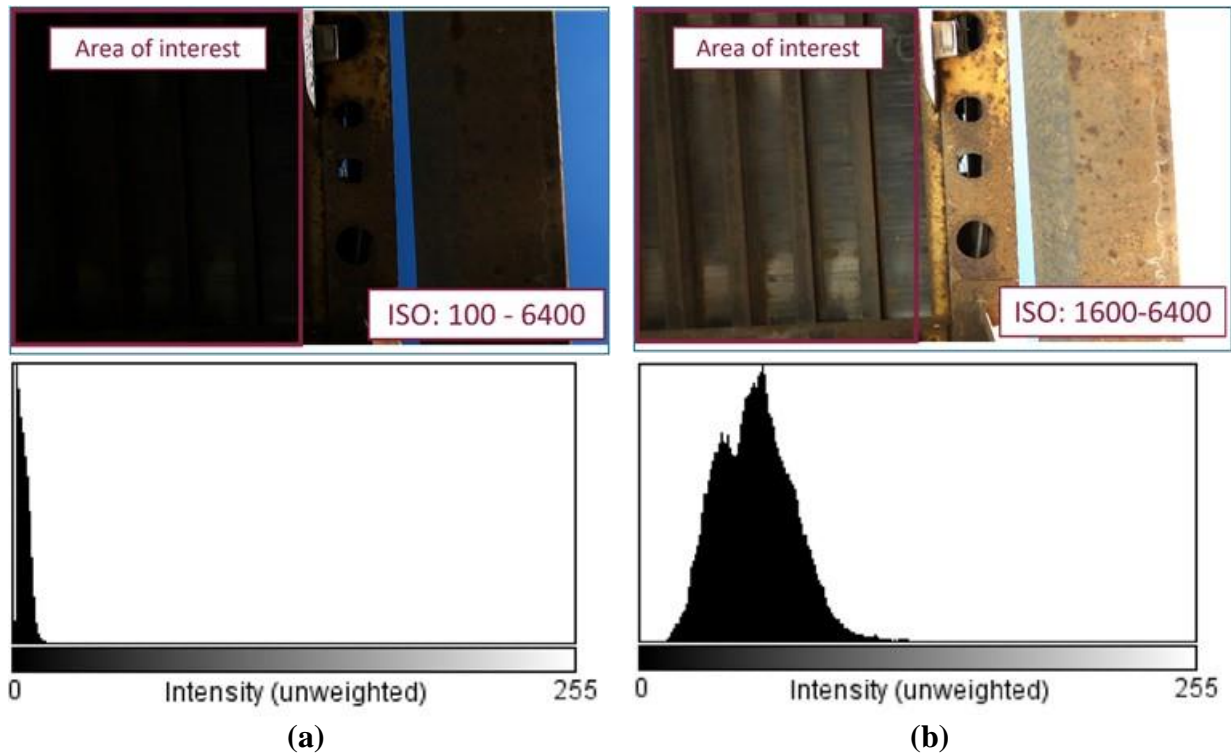 Area of interest
ISO: 100 - 6400
Area of interest
ISO: 1600-6400
0 Intensity (unweighted) 255
0 Intensity (unweighted) 255
(a)
(b)